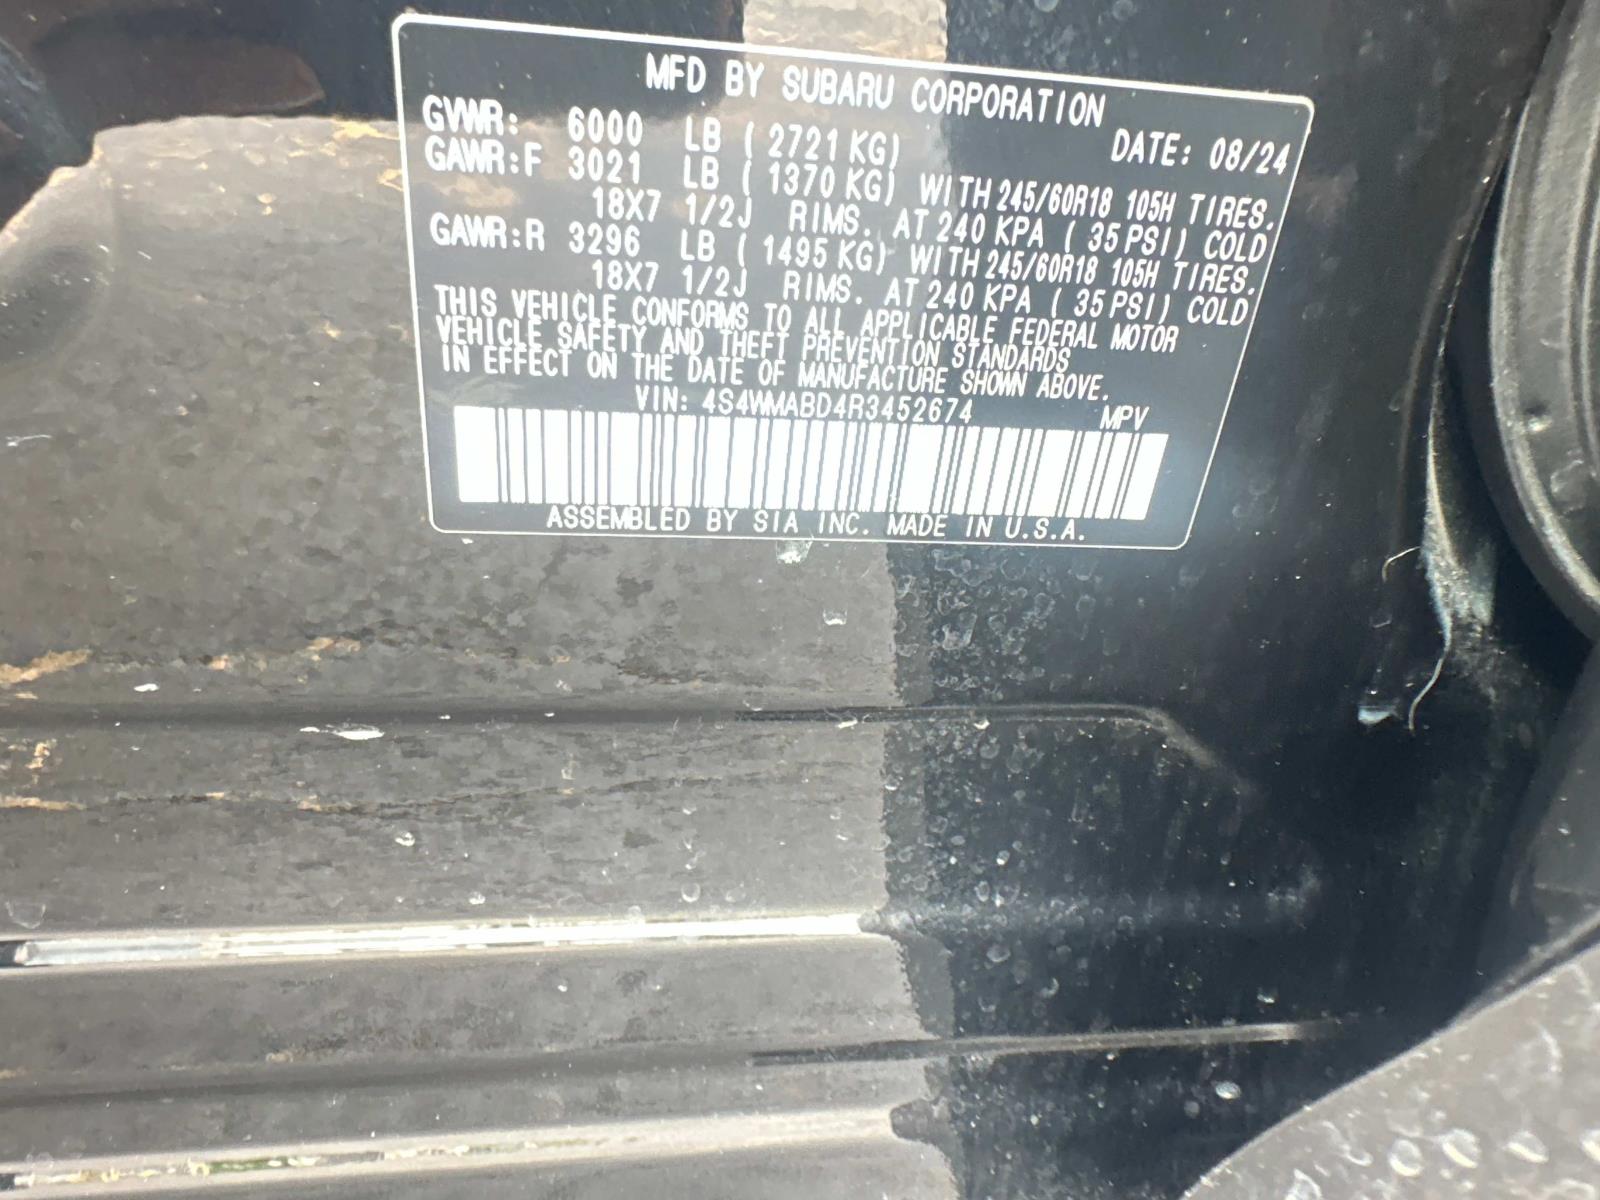 MFD BY SUBARU CORPORATION
GVWR: 6000 LB ( 2721 KG) DATE: 08/24
GAWR:F 3021 LB ( 1370 KG) WITH 245/60R18 105H TIRES.
18X7 1/2J RIMS. AT 240 KPA ( 35 PSI) COLD
GAWR:R 3296 LB ( 1495 KG) WITH 245/60R18 105H TIRES.
18X7 1/2J RIMS. AT 240 KPA ( 35 PSI) COLD
THIS VEHICLE CONFORMS TO ALL APPLICABLE FEDERAL MOTOR
VEHICLE SAFETY AND THEFT PREVENTION STANDARDS
IN EFFECT ON THE DATE OF MANUFACTURE SHOWN ABOVE.
VIN: 4S4WMABD4R3452674 MPV
ASSEMBLED BY SIA INC. MADE IN U.S.A.